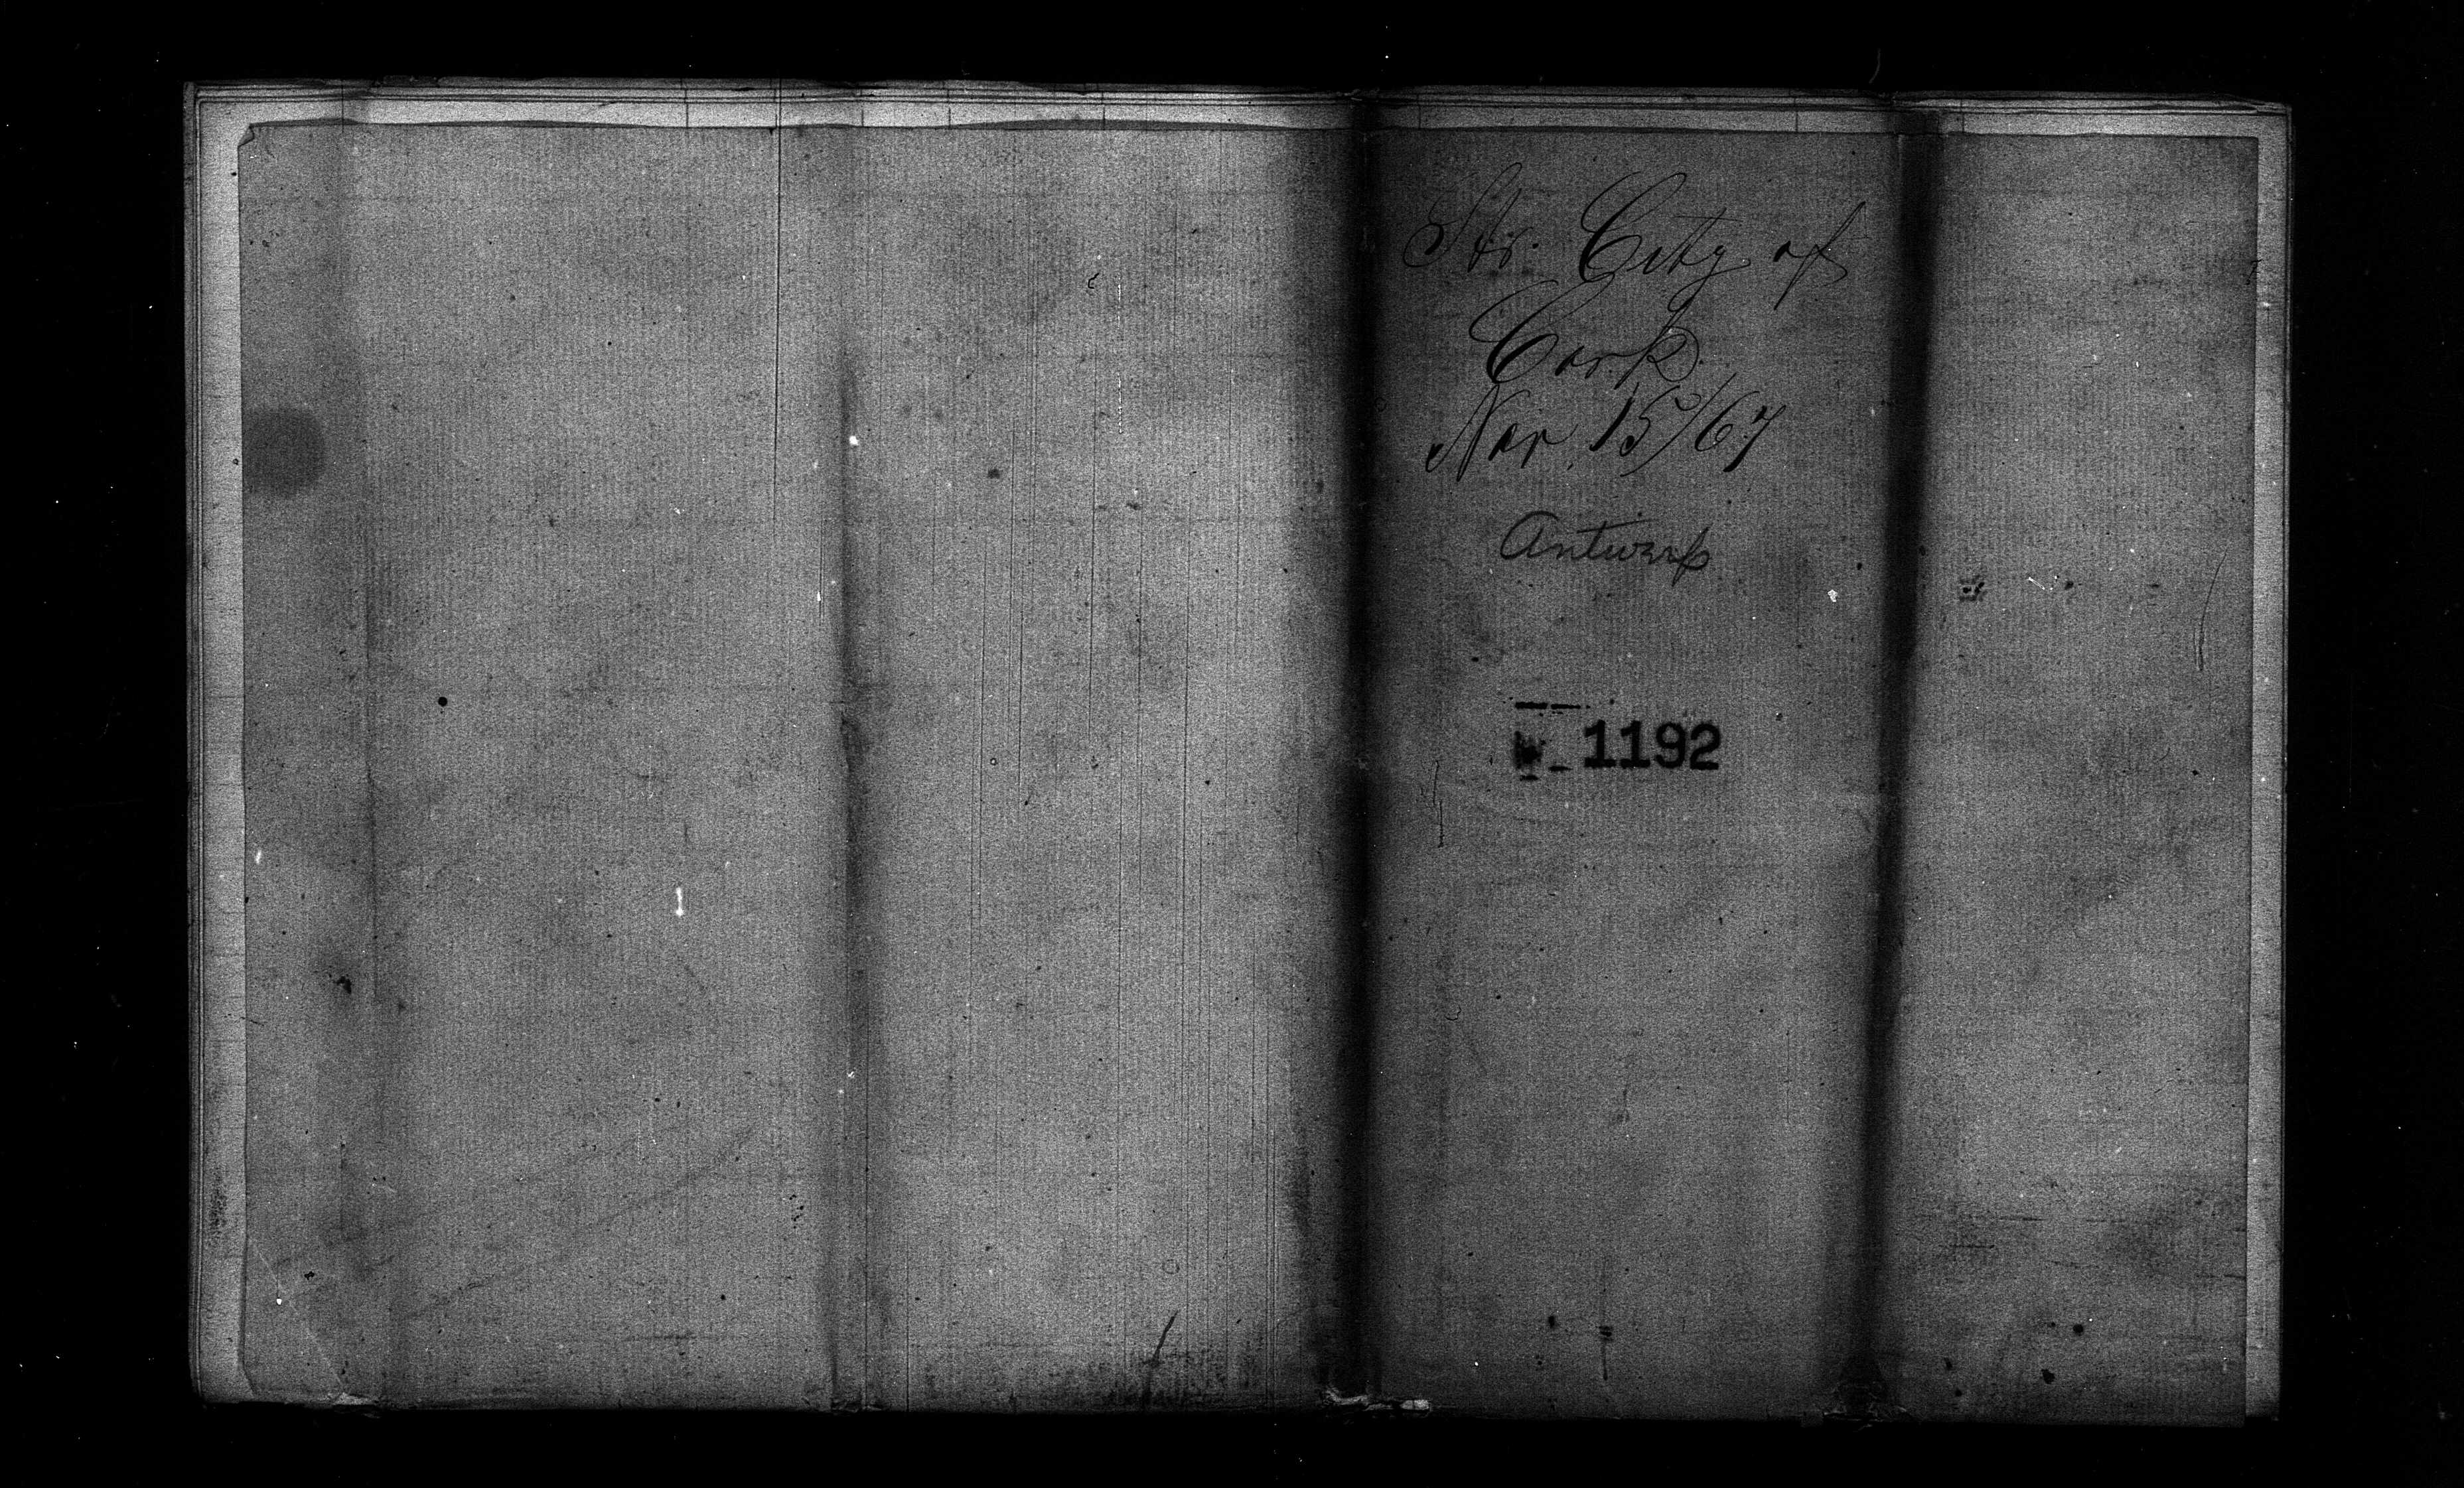 Str. City of
Cork.
Nov. 15/67
Antwerp
1192